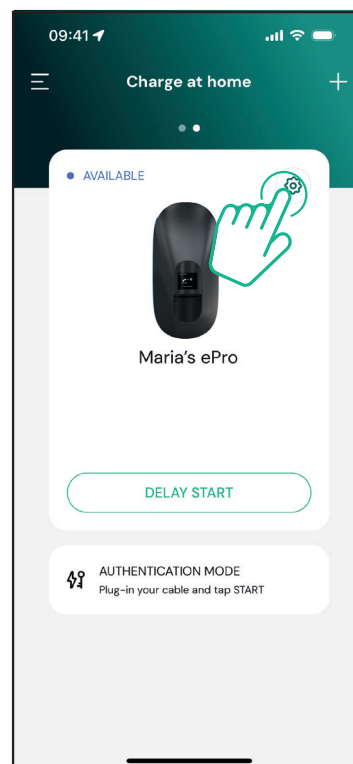 09:41
Charge at home
AVAILABLE
Maria's ePro
DELAY START
AUTHENTICATION MODE
Plug-in your cable and tap START